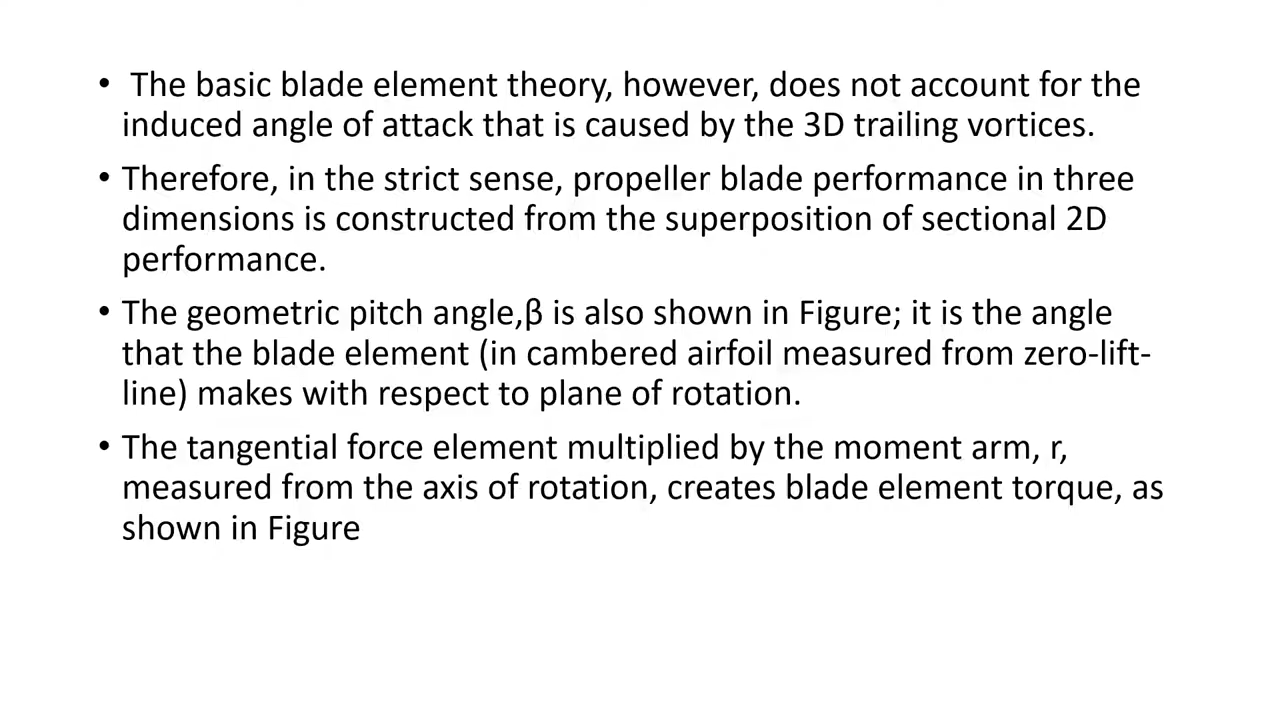 • The basic blade element theory, however, does not account for the
induced angle of attack that is caused by the 3D trailing vortices.
• Therefore, in the strict sense, propeller blade performance in three
dimensions is constructed from the superposition of sectional 2D
performance.
• The geometric pitch angle,β is also shown in Figure; it is the angle
that the blade element (in cambered airfoil measured from zero-lift-
line) makes with respect to plane of rotation.
• The tangential force element multiplied by the moment arm, r,
measured from the axis of rotation, creates blade element torque, as
shown in Figure